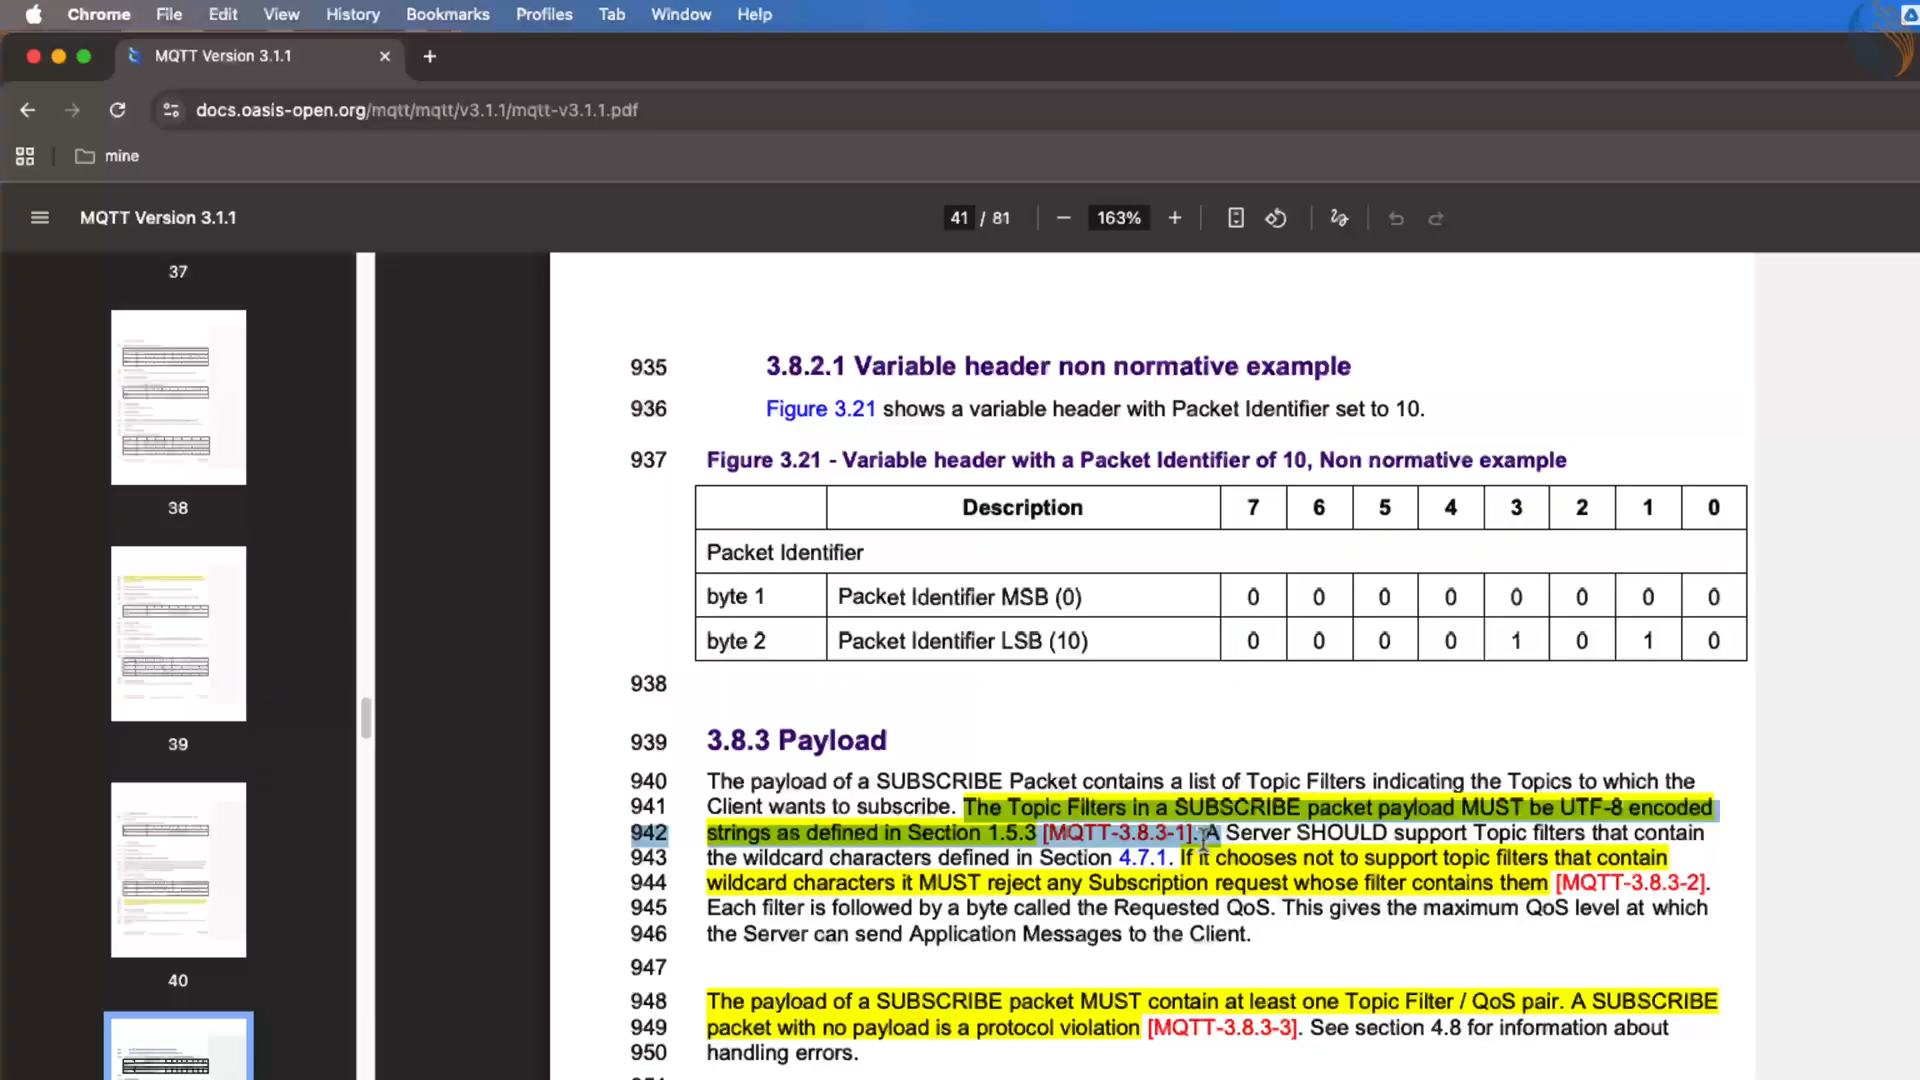 Chrome File Edit View History Bookmarks Profiles Tab Window Help
MQTT Version 3.1.1
docs.oasis-open.org/mqtt/mqtt/v3.1.1/mqtt-v3.1.1.pdf
mine
MQTT Version 3.1.1
41 / 81
163%
37
38
39
40
935 3.8.2.1 Variable header non normative example
936 Figure 3.21 shows a variable header with Packet Identifier set to 10.
937 Figure 3.21 - Variable header with a Packet Identifier of 10, Non normative example
Description 7 6 5 4 3 2 1 0
Packet Identifier
byte 1 Packet Identifier MSB (0) 0 0 0 0 0 0 0 0
byte 2 Packet Identifier LSB (10) 0 0 0 0 1 0 1 0
938
939 3.8.3 Payload
940 The payload of a SUBSCRIBE Packet contains a list of Topic Filters indicating the Topics to which the
941 Client wants to subscribe. The Topic Filters in a SUBSCRIBE packet payload MUST be UTF-8 encoded
942 strings as defined in Section 1.5.3 [MQTT-3.8.3-1]. A Server SHOULD support Topic filters that contain
943 the wildcard characters defined in Section 4.7.1. If it chooses not to support topic filters that contain
944 wildcard characters it MUST reject any Subscription request whose filter contains them [MQTT-3.8.3-2].
945 Each filter is followed by a byte called the Requested QoS. This gives the maximum QoS level at which
946 the Server can send Application Messages to the Client.
947
948 The payload of a SUBSCRIBE packet MUST contain at least one Topic Filter / QoS pair. A SUBSCRIBE
949 packet with no payload is a protocol violation [MQTT-3.8.3-3]. See section 4.8 for information about
950 handling errors.